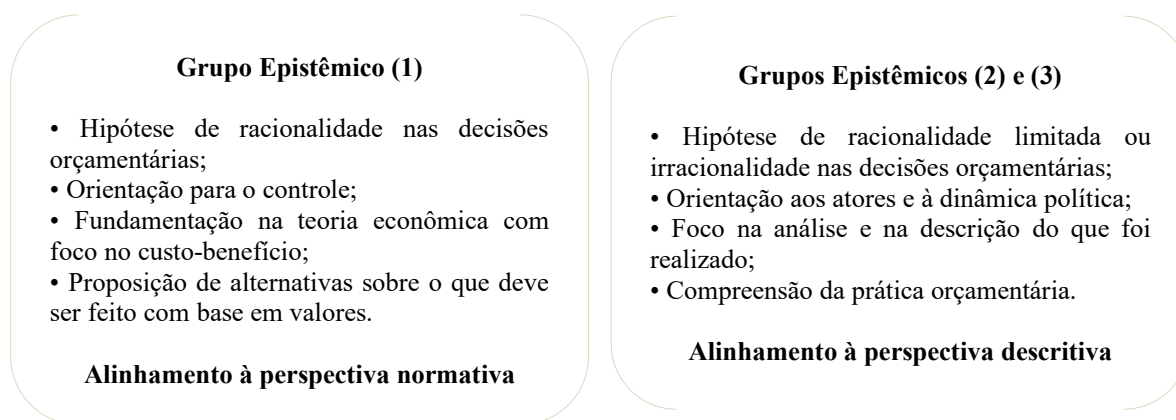 Grupo Epistêmico (1)
• Hipótese de racionalidade nas decisões
orçamentárias;
• Orientação para o controle;
• Fundamentação na teoria econômica com
foco no custo-benefício;
• Proposição de alternativas sobre o que deve
ser feito com base em valores.
Alinhamento à perspectiva normativa
Grupos Epistêmicos (2) e (3)
• Hipótese de racionalidade limitada ou
irracionalidade nas decisões orçamentárias;
• Orientação aos atores e à dinâmica política;
• Foco na análise e na descrição do que foi
realizado;
• Compreensão da prática orçamentária.
Alinhamento à perspectiva descritiva